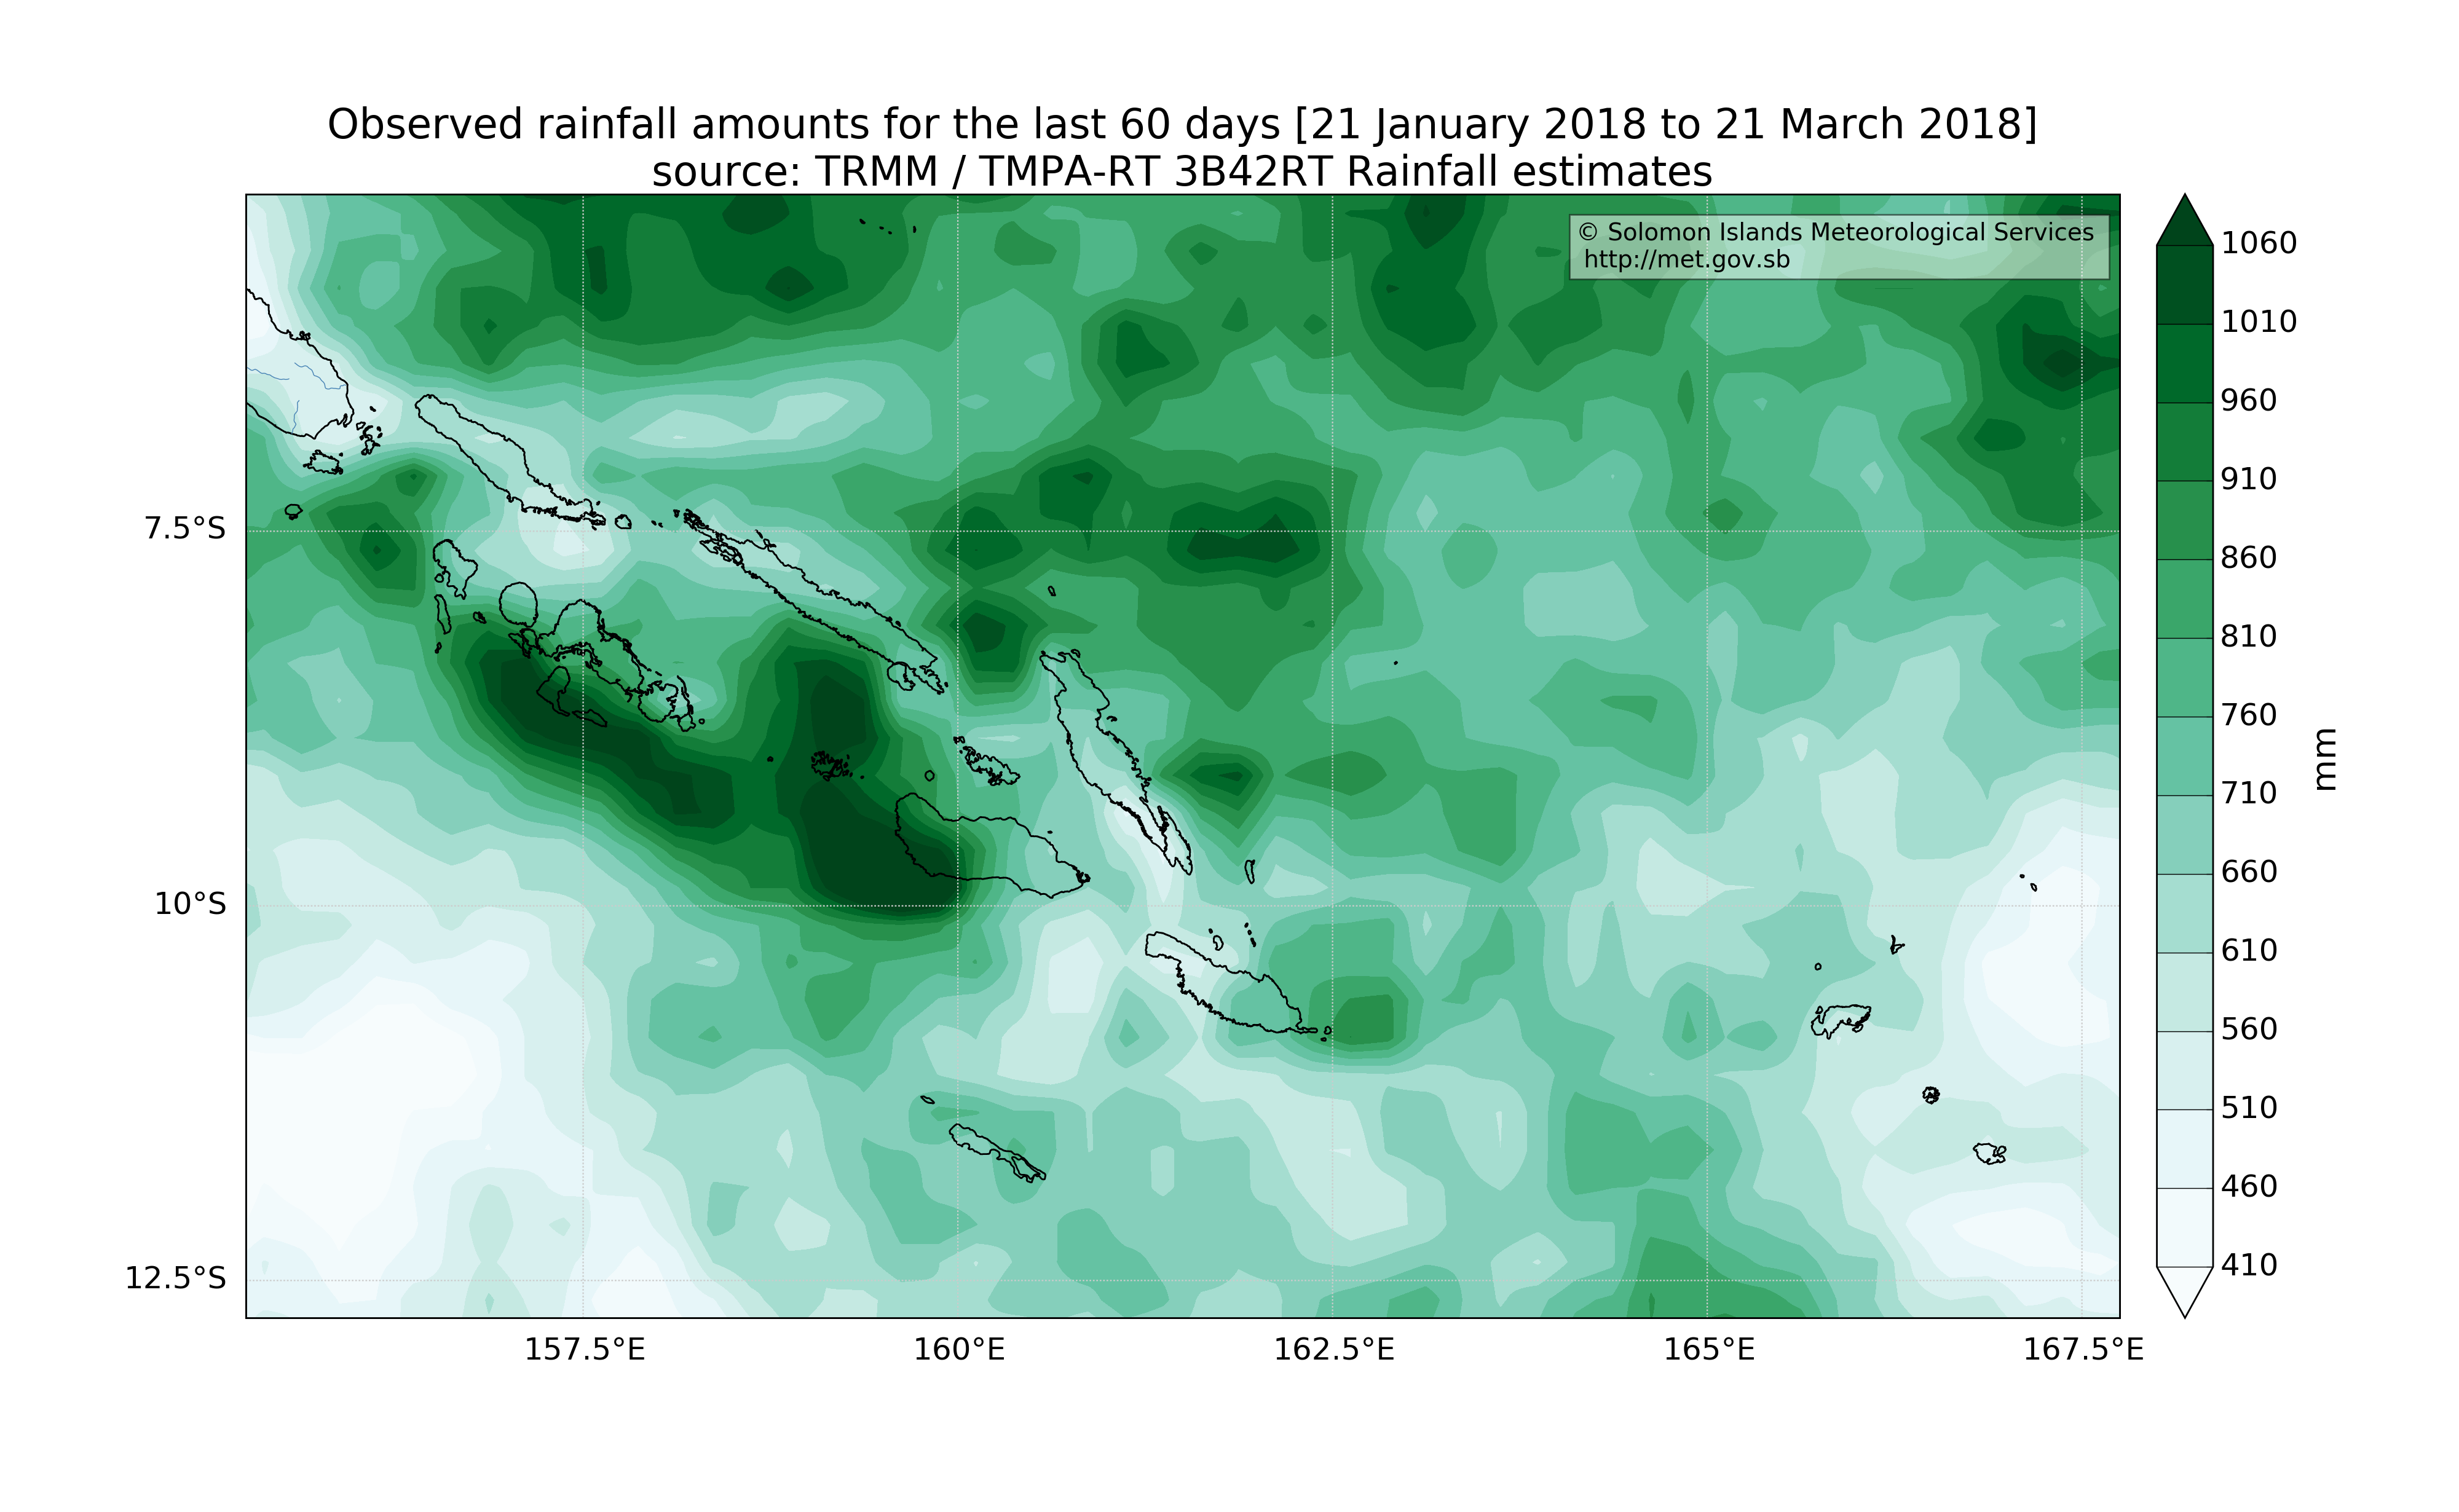 Observed rainfall amounts for the last 60 days [21 January 2018 to 21 March 2018]
source: TRMM / TMPA-RT 3B42RT Rainfall estimates
© Solomon Islands Meteorological Services
http://met.gov.sb
7.5°S
10°S
12.5°S
157.5°E
160°E
162.5°E
165°E
167.5°E
1060
1010
960
910
860
810
760
710
660
610
560
510
460
410
mm